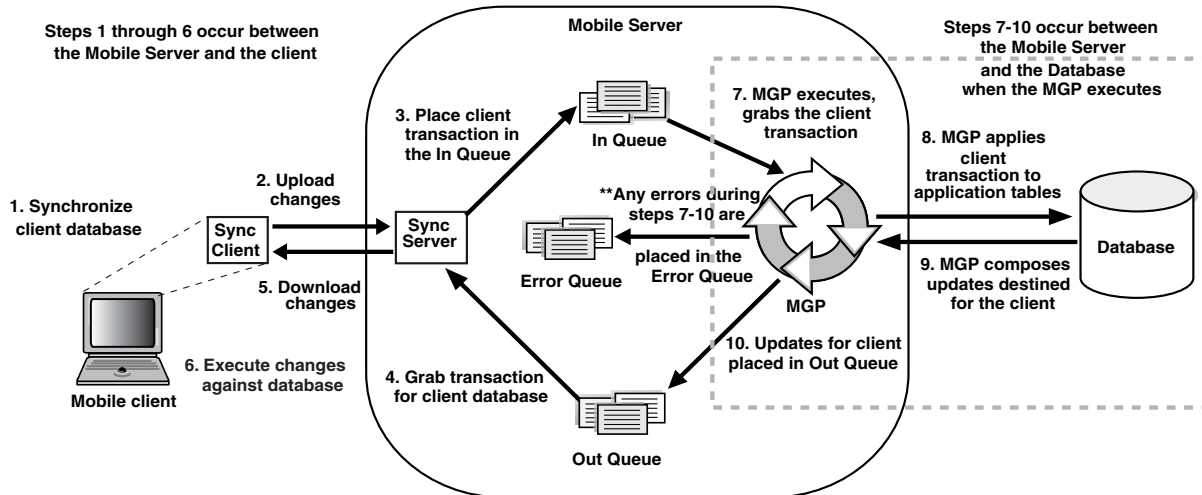 Steps 1 through 6 occur between
the Mobile Server and the client
Mobile Server
Steps 7-10 occur between
the Mobile Server
and the Database
when the MGP executes
3. Place client
transaction in
the In Queue
In Queue
7. MGP executes,
grabs the client
transaction
8. MGP applies
client
transaction to
application tables
1. Synchronize
client database
2. Upload
changes
Sync
Client
Sync
Server
**Any errors during
steps 7-10 are
placed in the
Error Queue
Error Queue
MGP
Database
5. Download
changes
9. MGP composes
updates destined
for the client
6. Execute changes
against database
Mobile client
4. Grab transaction
for client database
10. Updates for client
placed in Out Queue
Out Queue